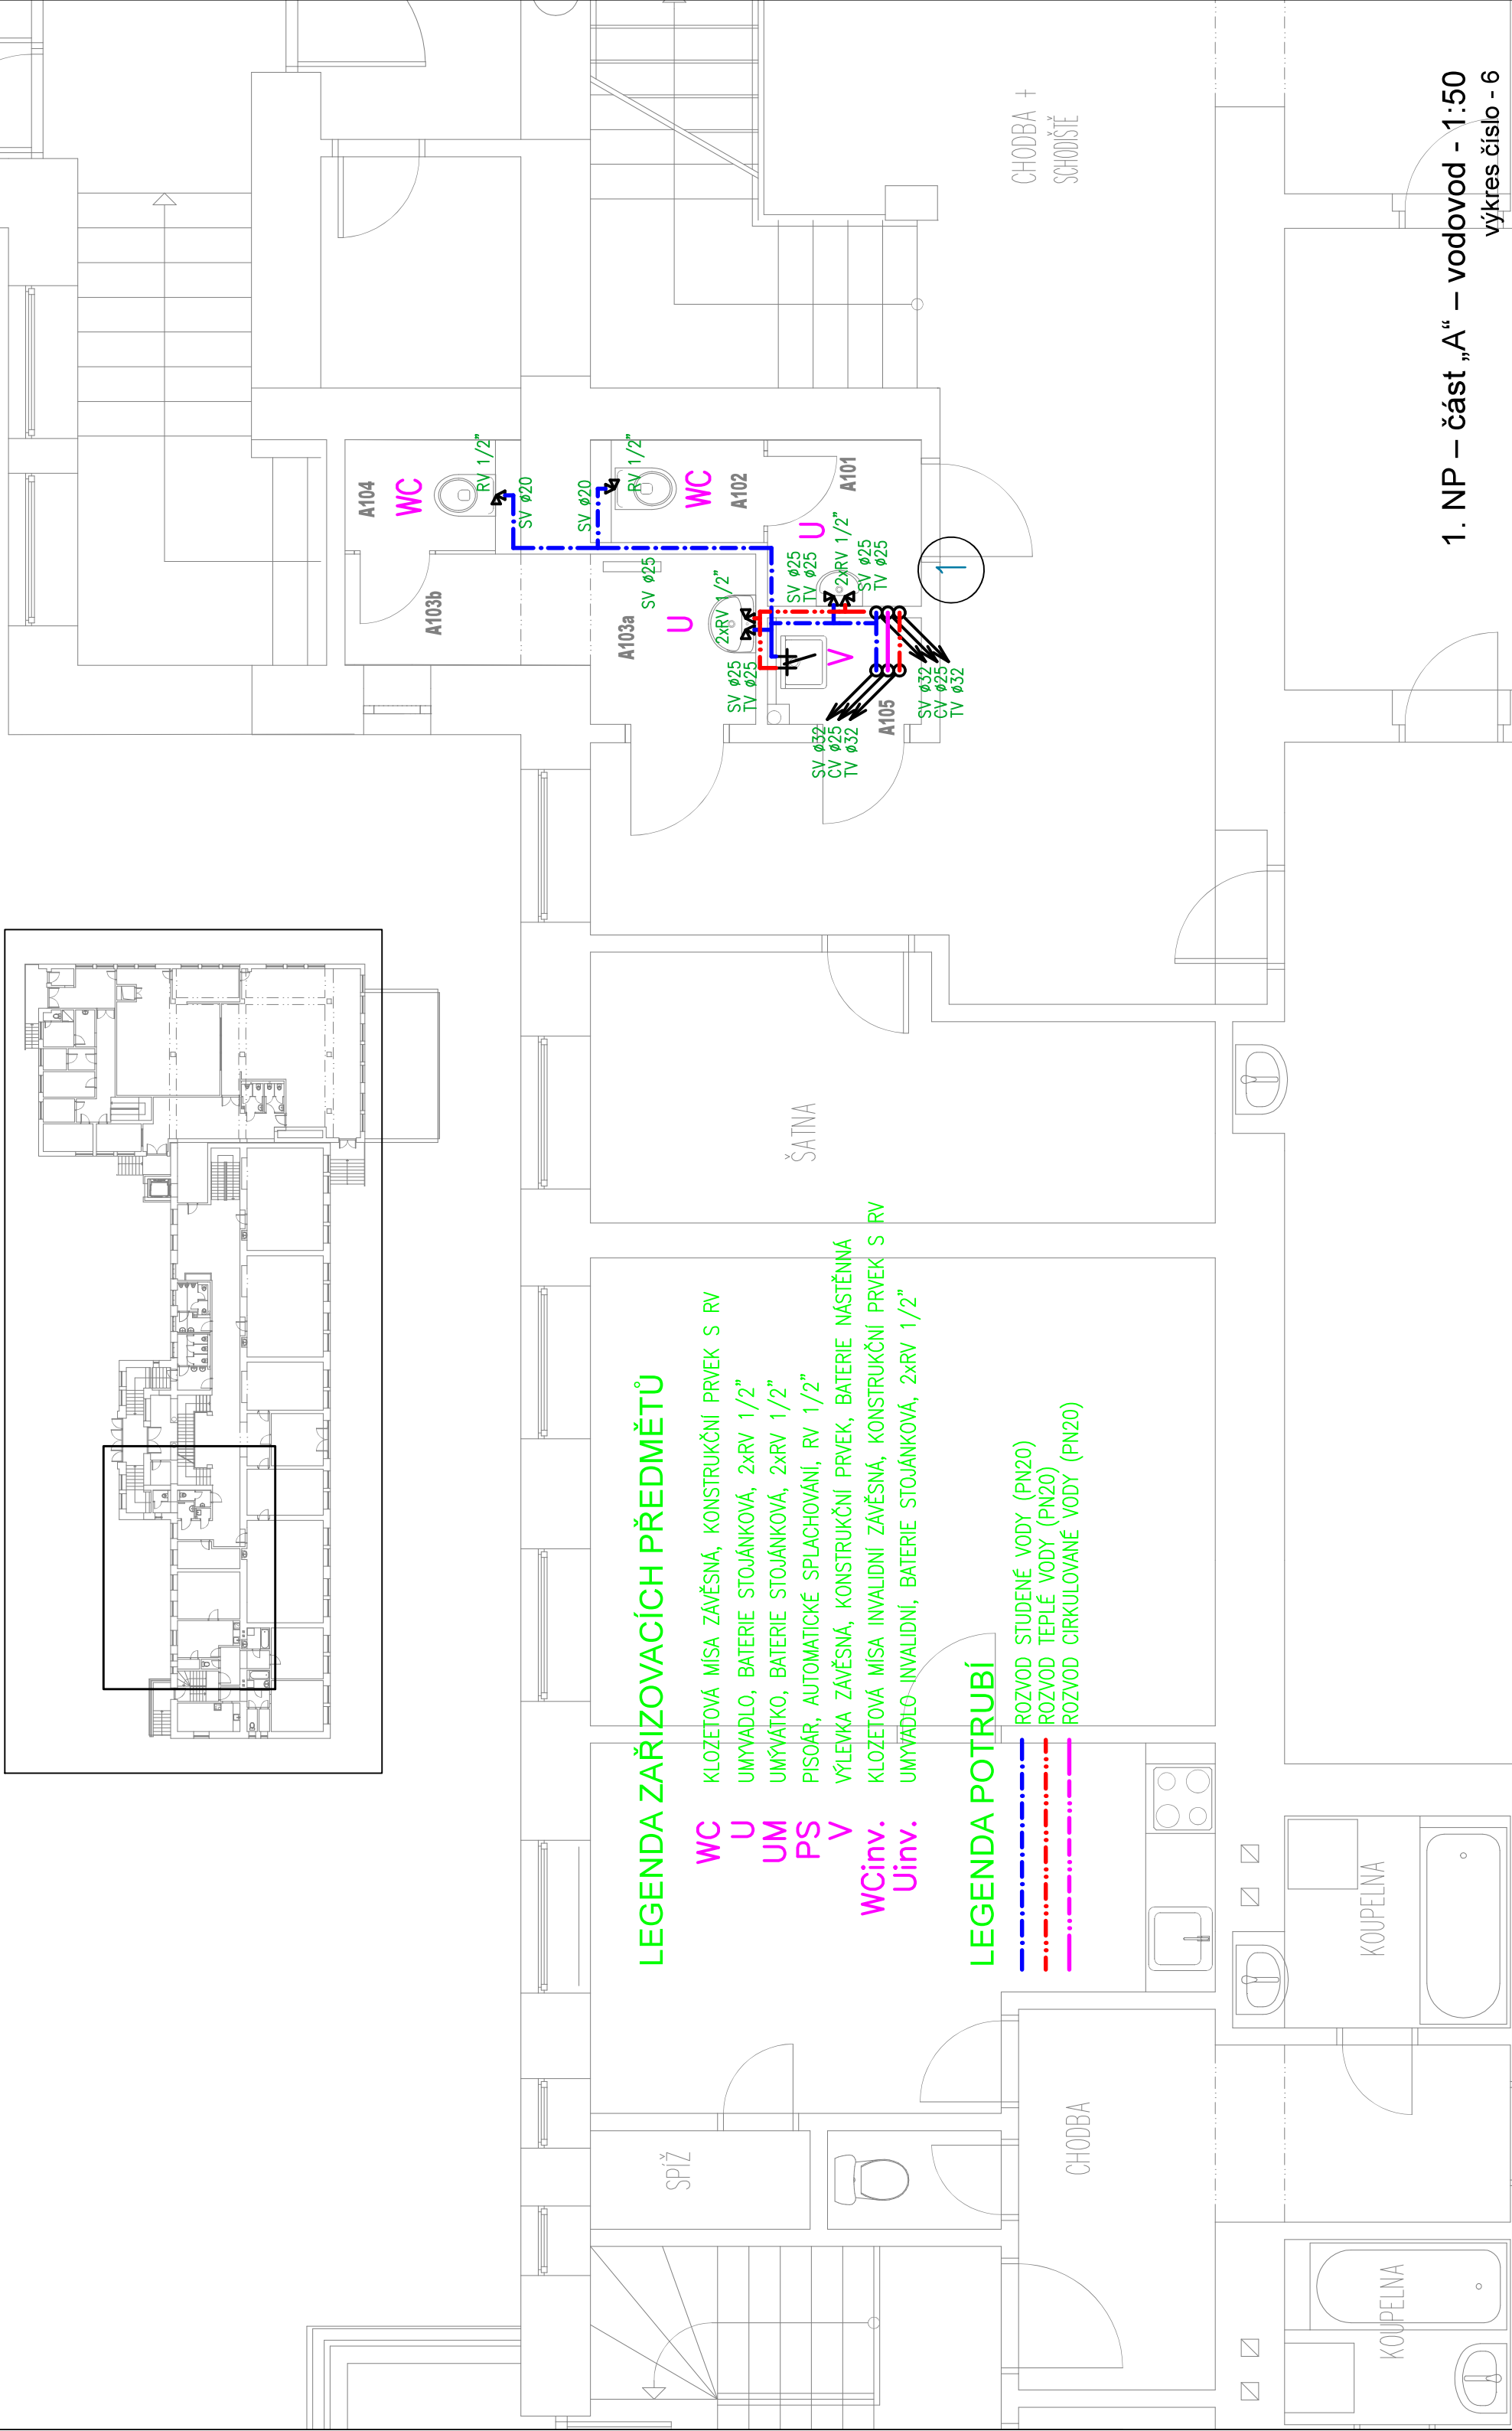 1. NP – část „A“ – vodovod - 1:50
výkres číslo - 6
CHODBA +
SCHODIŠTĚ
A104
WC
RV 1/2"
SV ø20
SV ø20
RV 1/2"
WC
A102
A101
U
A103b
A103a
SV ø25
U
2xRV 1/2"
SV ø25
TV ø25
2xRV 1/2"
SV ø25
TV ø25
1
SV ø25
TV ø25
V
A105
SV ø32
CV ø25
TV ø32
SV ø32
CV ø25
TV ø32
ŠATNA
LEGENDA ZAŘIZOVACÍCH PŘEDMĚTŮ
WC KLOZETOVÁ MÍSA ZÁVĚSNÁ, KONSTRUKČNÍ PRVEK S RV
U UMYVADLO, BATERIE STOJÁNKOVÁ, 2xRV 1/2"
UM UMÝVÁTKO, BATERIE STOJÁNKOVÁ, 2xRV 1/2"
PS PISOÁR, AUTOMATICKÉ SPLACHOVÁNÍ, RV 1/2"
V VÝLEVKA ZÁVĚSNÁ, KONSTRUKČNÍ PRVEK, BATERIE NÁSTĚNNÁ
WCinv. KLOZETOVÁ MÍSA INVALIDNÍ ZÁVĚSNÁ, KONSTRUKČNÍ PRVEK S RV
Uinv. UMYVADLO INVALIDNÍ, BATERIE STOJÁNKOVÁ, 2xRV 1/2"
LEGENDA POTRUBÍ
ROZVOD STUDENÉ VODY (PN20)
ROZVOD TEPLÉ VODY (PN20)
ROZVOD CIRKULOVANÉ VODY (PN20)
SPÍŽ
CHODBA
KOUPELNA
KOUPELNA